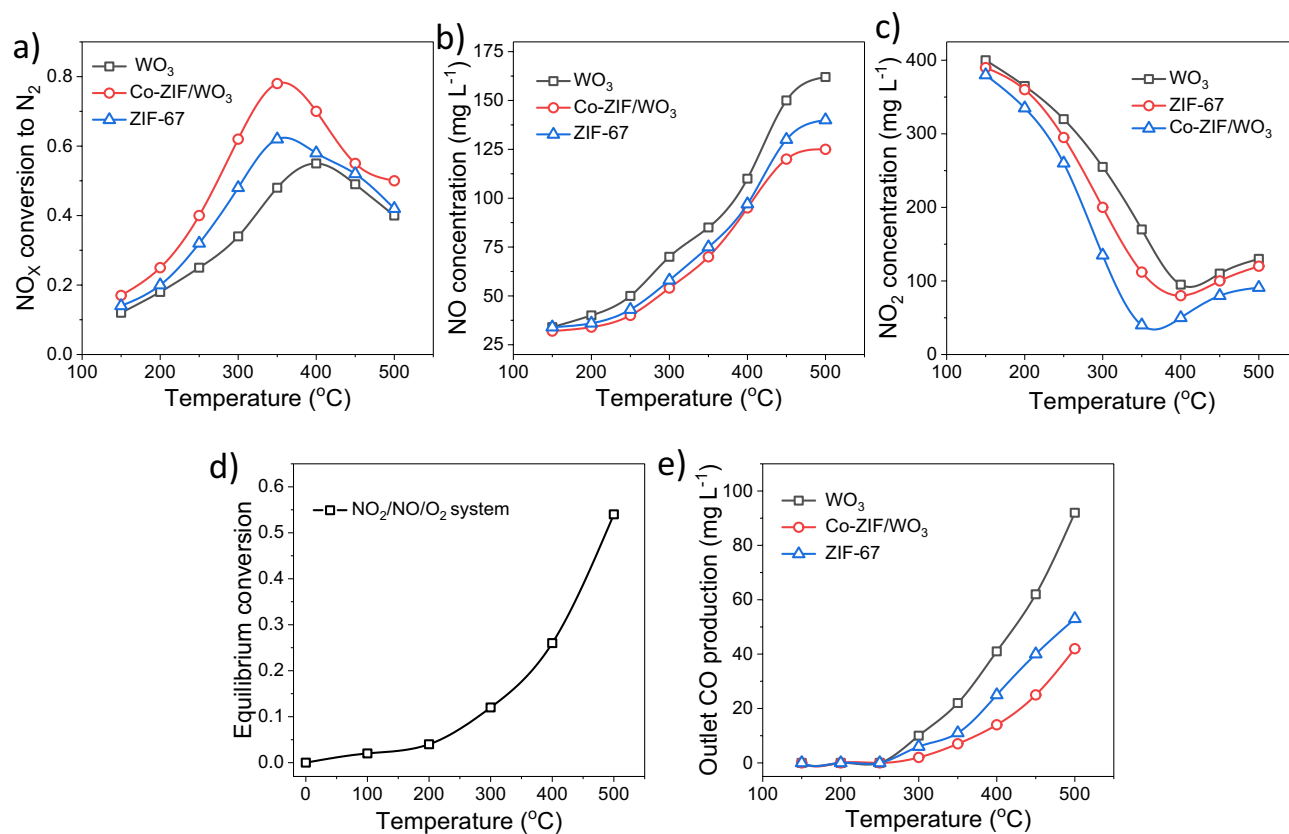 a)
NOX conversion to N2
0.8
0.6
0.4
0.2
0.0
WO3
Co-ZIF/WO3
ZIF-67
100 200 300 400 500
Temperature (oC)
b)
NO concentration (mg L-1)
175
150
125
100
75
50
25
WO3
Co-ZIF/WO3
ZIF-67
100 200 300 400 500
Temperature (oC)
c)
NO2 concentration (mg L-1)
400
300
200
100
0
WO3
ZIF-67
Co-ZIF/WO3
100 200 300 400 500
Temperature (oC)
d)
Equilibrium conversion
0.6
0.5
0.4
0.3
0.2
0.1
0.0
NO2/NO/O2 system
0 100 200 300 400 500
Temperature (oC)
e)
Outlet CO production (mg L-1)
100
80
60
40
20
0
WO3
Co-ZIF/WO3
ZIF-67
100 200 300 400 500
Temperature (oC)